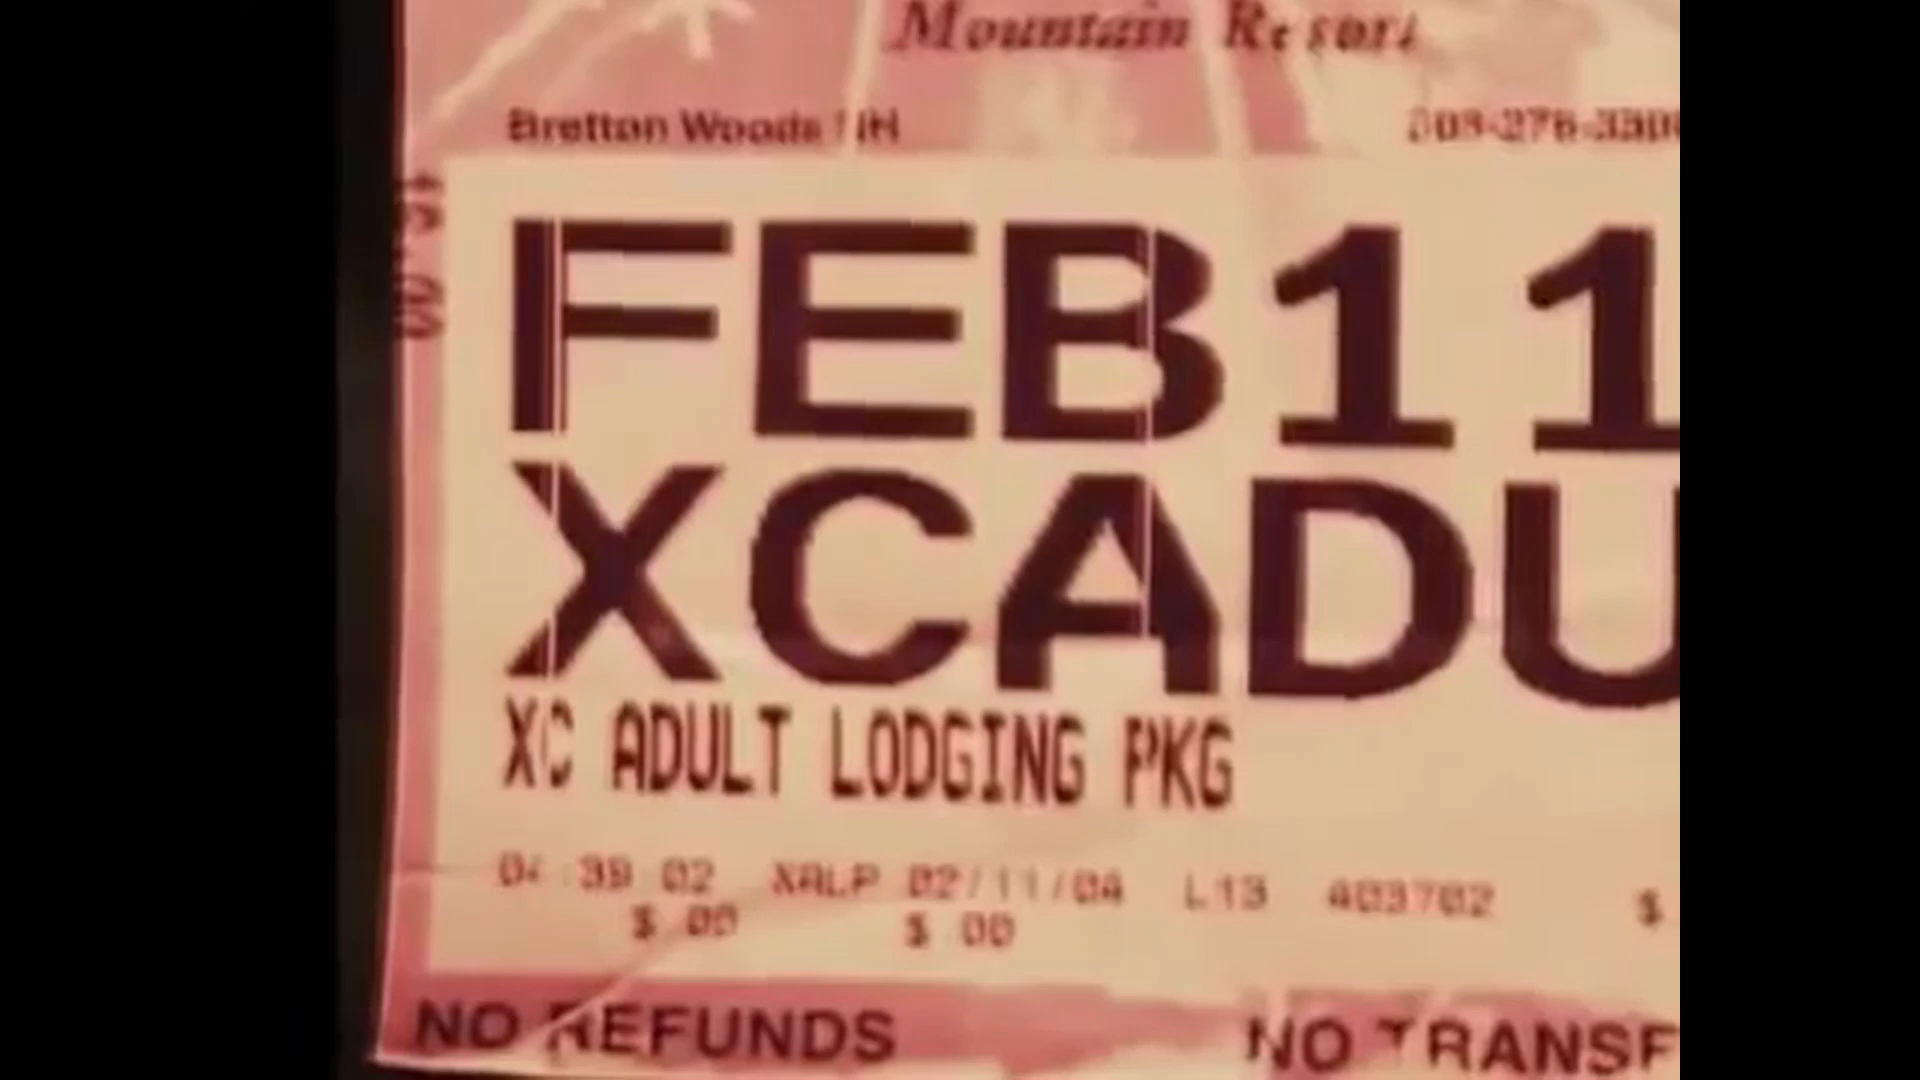 Mountain Resort
Bretton Woods NH
FEB11
XCADU
XC ADULT LODGING PKG
XALP 02/11/04 L13 403702 $
$ 00 $ 00
NO REFUNDS NO TRANSF